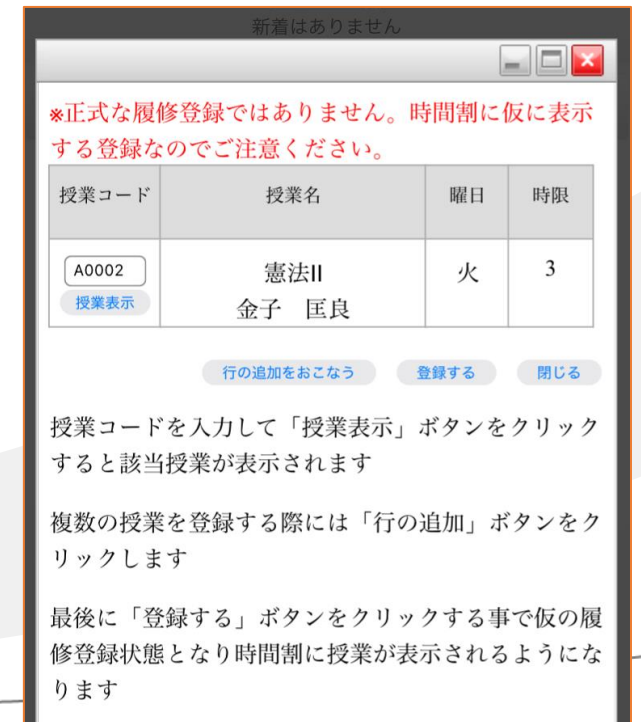 新着はありません
※正式な履修登録ではありません。時間割に仮に表示
する登録なのでご注意ください。
授業コード 授業名 曜日 時限
A0002 憲法II 火 3
授業表示 金子 匡良
行の追加をおこなう 登録する 閉じる
授業コードを入力して「授業表示」ボタンをクリック
すると該当授業が表示されます
複数の授業を登録する際には「行の追加」ボタンをク
リックします
最後に「登録する」ボタンをクリックする事で仮の履
修登録状態となり時間割に授業が表示されるようにな
ります